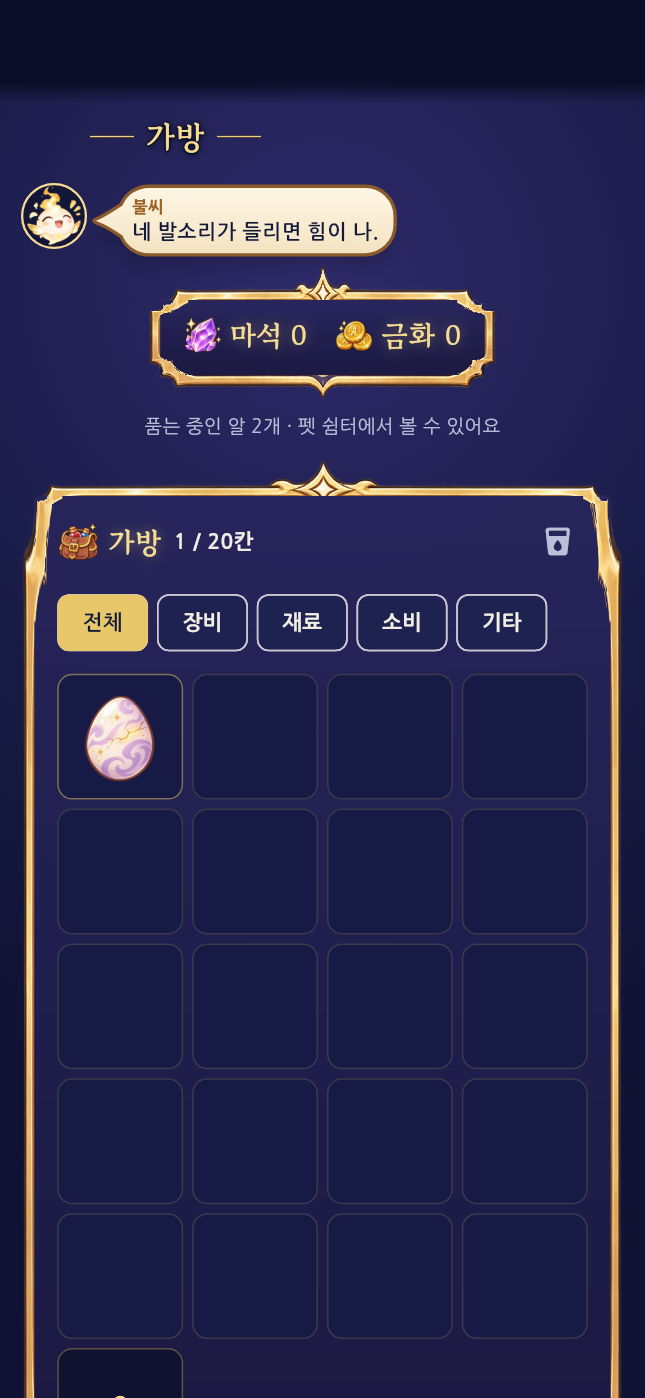 가방
불씨
네 발소리가 들리면 힘이 나.
마석 0 금화 0
품는 중인 알 2개 · 펫 쉼터에서 볼 수 있어요
가방 1 / 20칸
전체 장비 재료 소비 기타